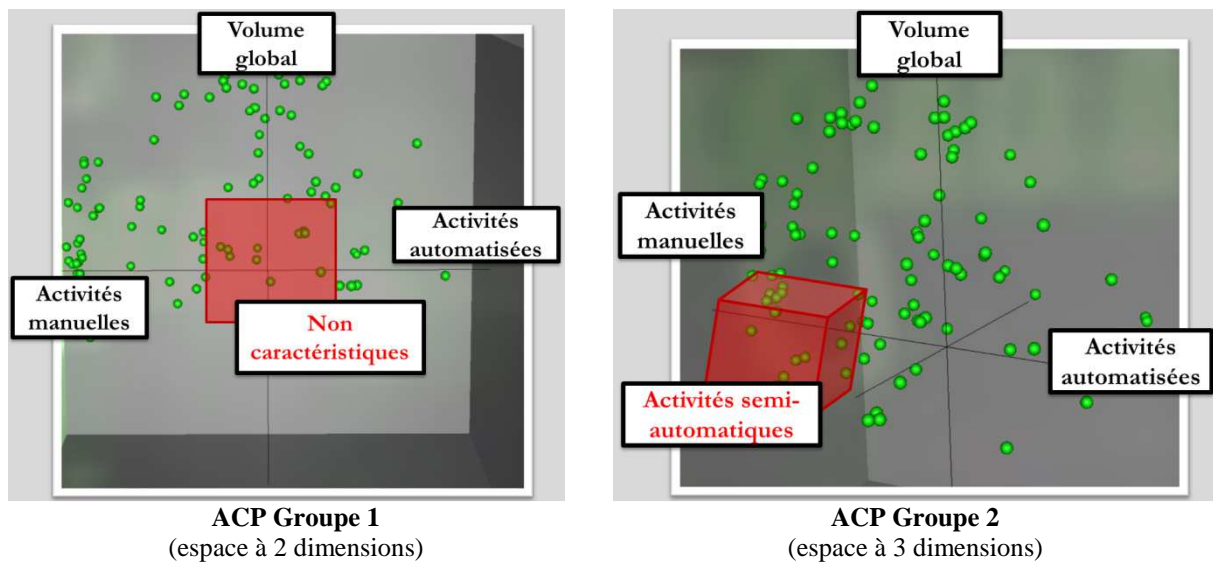 Volume
global
Activités
automatisées
Activités
manuelles
Non
caractéristiques
ACP Groupe 1
(espace à 2 dimensions)
Volume
global
Activités
manuelles
Activités
automatisées
Activités semi-
automatiques
ACP Groupe 2
(espace à 3 dimensions)